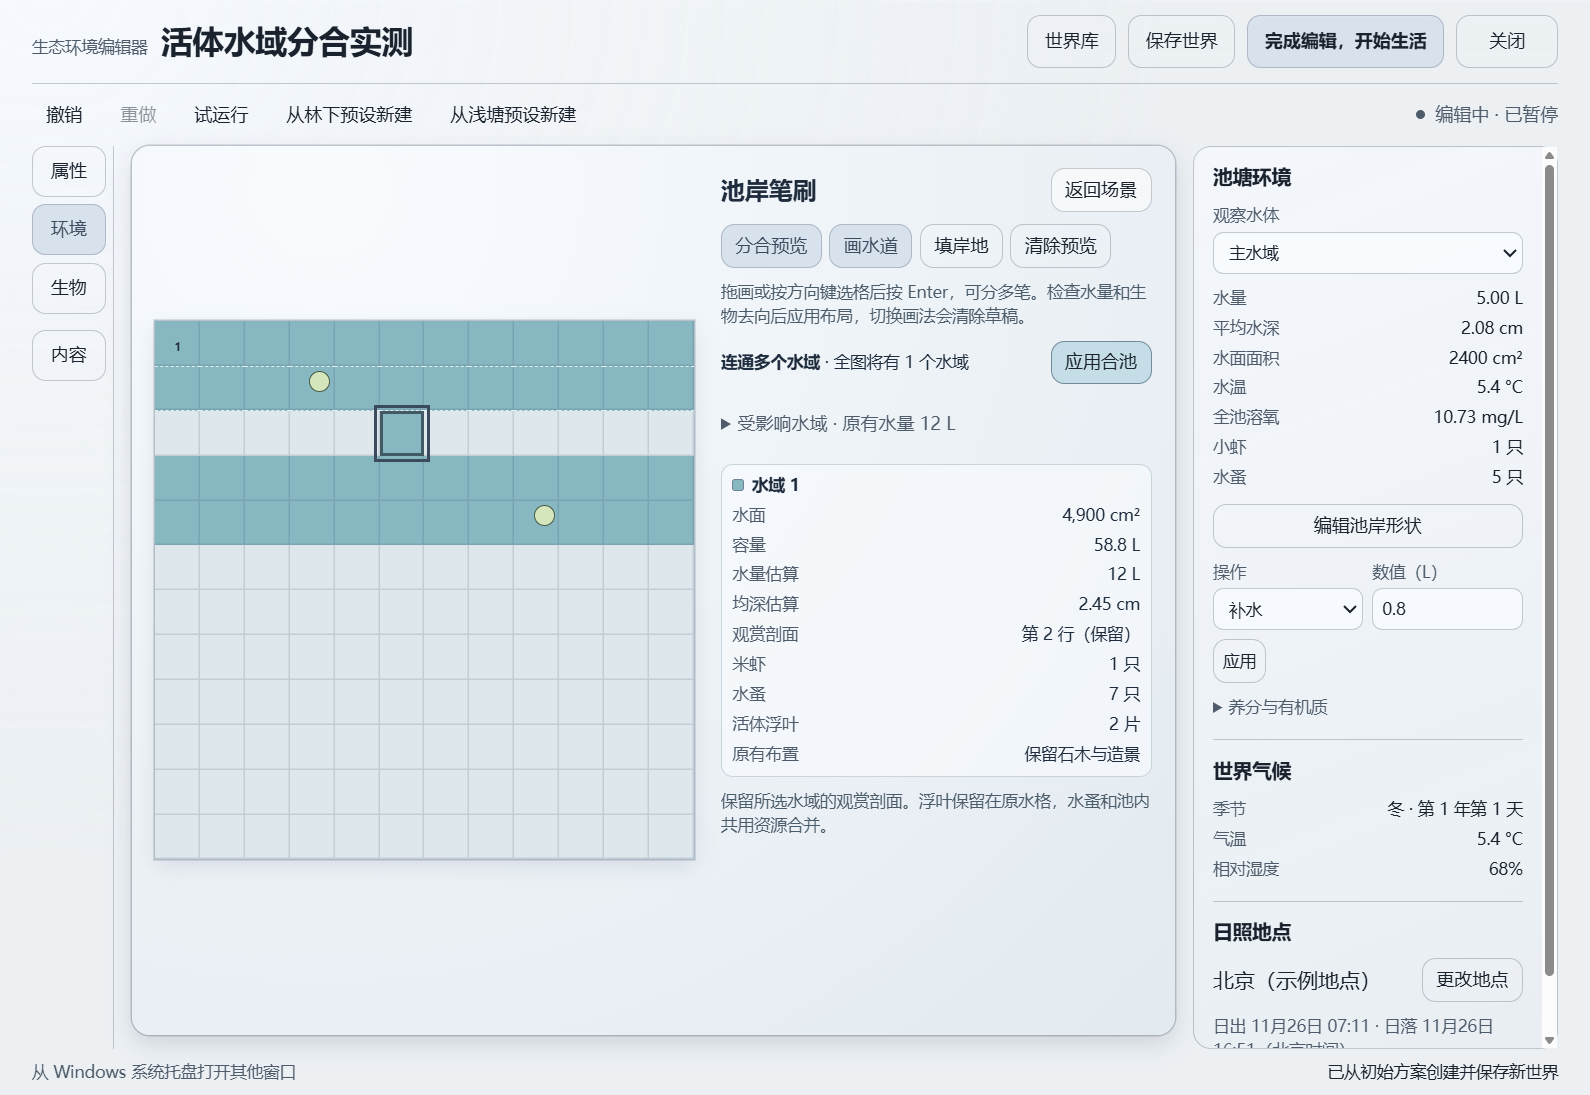 生态环境编辑器 活体水域分合实测
世界库 保存世界 完成编辑，开始生活 关闭
撤销 重做 试运行 从林下预设新建 从浅塘预设新建
编辑中 · 已暂停
属性
环境
生物
内容
1
池岸笔刷 返回场景
分合预览 画水道 填岸地 清除预览
拖画或按方向键选格后按 Enter，可分多笔。检查水量和生
物去向后应用布局，切换画法会清除草稿。
连通多个水域 · 全图将有 1 个水域 应用合池
受影响水域 · 原有水量 12 L
水域 1
水面 4,900 cm²
容量 58.8 L
水量估算 12 L
均深估算 2.45 cm
观赏剖面 第 2 行（保留）
米虾 1 只
水蚤 7 只
活体浮叶 2 片
原有布置 保留石木与造景
保留所选水域的观赏剖面。浮叶保留在原水格，水蚤和池内
共用资源合并。
池塘环境
观察水体
主水域
水量 5.00 L
平均水深 2.08 cm
水面面积 2400 cm²
水温 5.4 °C
全池溶氧 10.73 mg/L
小虾 1 只
水蚤 5 只
编辑池岸形状
操作 数值（L）
补水 0.8
应用
养分与有机质
世界气候
季节 冬 · 第 1 年第 1 天
气温 5.4 °C
相对湿度 68%
日照地点
北京（示例地点） 更改地点
日出 11月26日 07:11 · 日落 11月26日
16:51（北京时间）
从 Windows 系统托盘打开其他窗口
已从初始方案创建并保存新世界